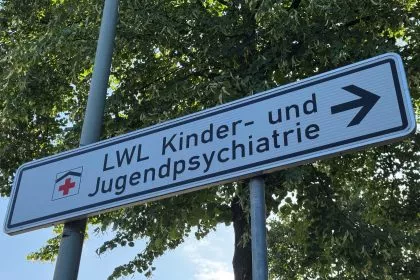 LWL Kinder- und
Jugendpsychiatrie